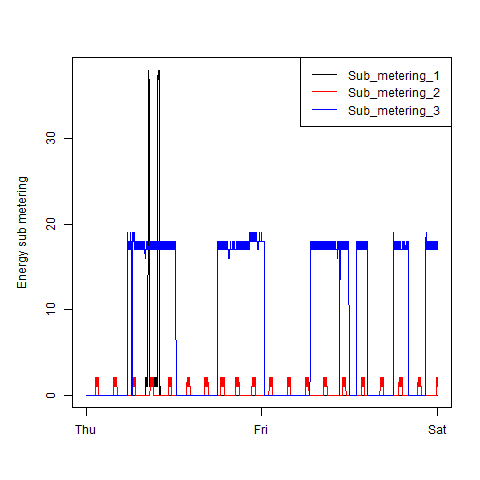 Sub_metering_1
Sub_metering_2
Sub_metering_3
Energy sub metering
30
20
10
0
Thu Fri Sat